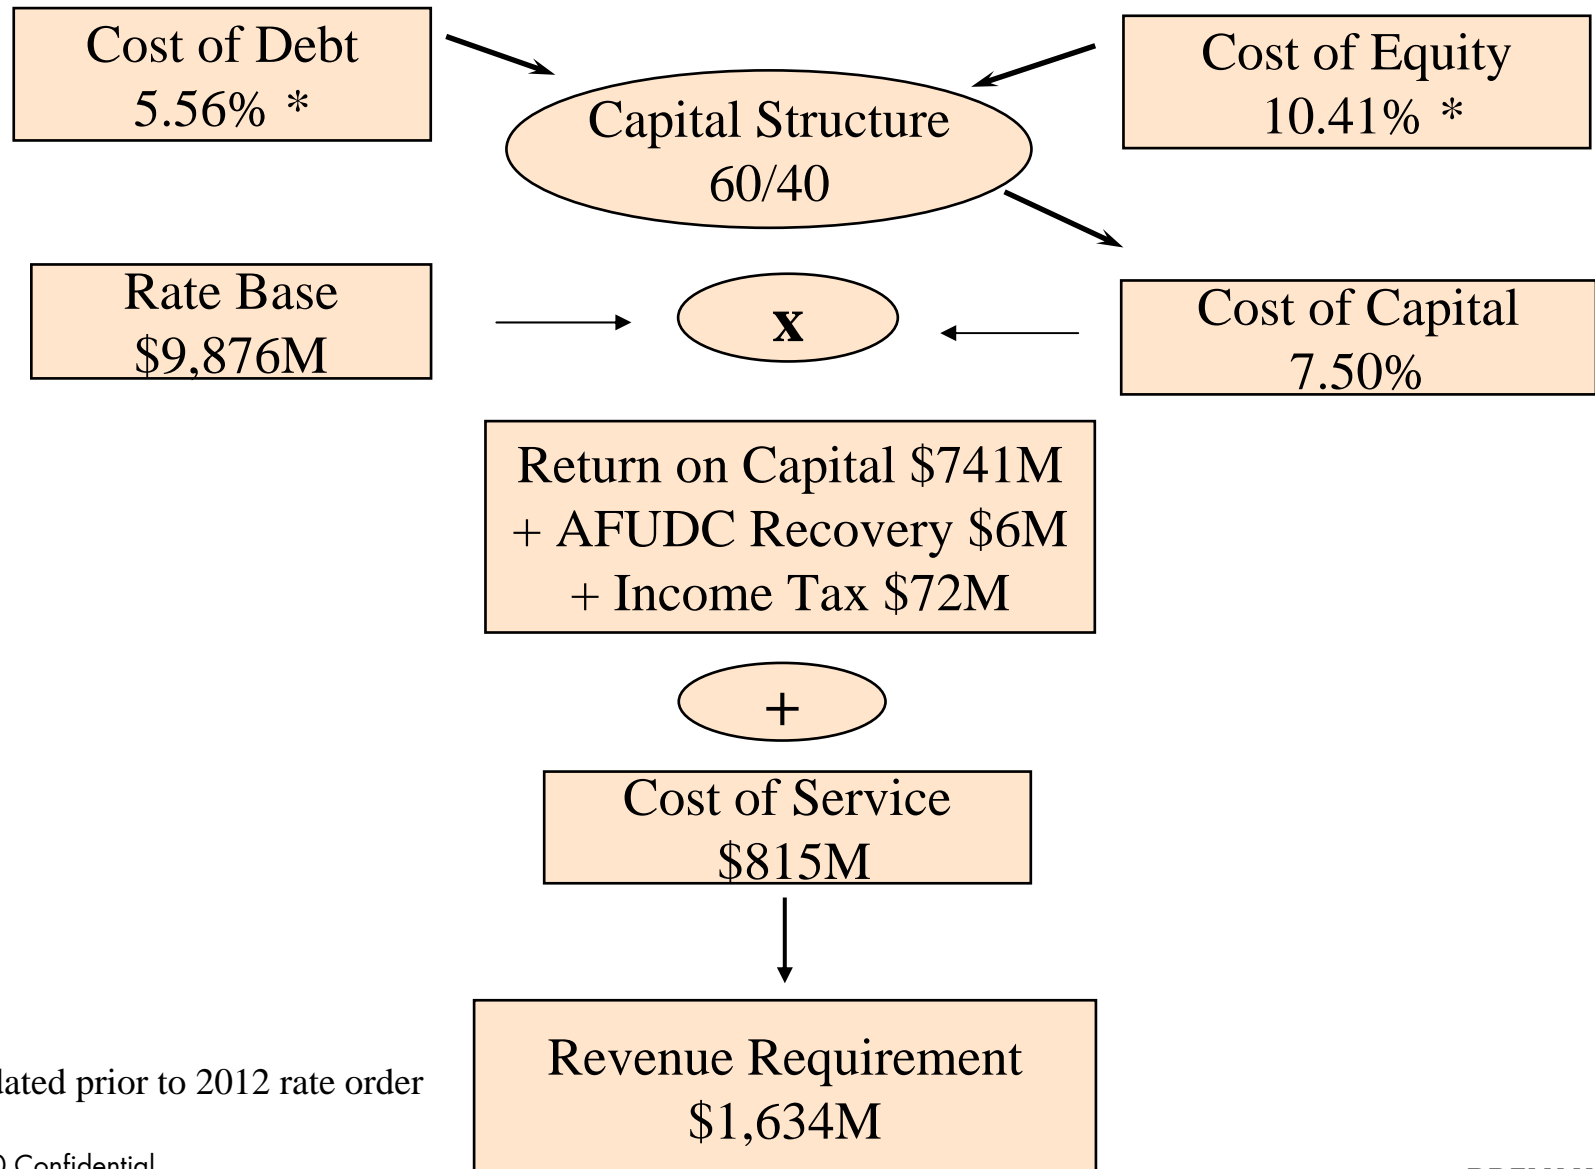 Cost of Debt
5.56% *
Cost of Equity
10.41% *
Capital Structure
60/40
Rate Base
$9,876M
x
Cost of Capital
7.50%
Return on Capital $741M
+ AFUDC Recovery $6M
+ Income Tax $72M
+
Cost of Service
$815M
Revenue Requirement
$1,634M
prior to 2012 rate order
Confidential